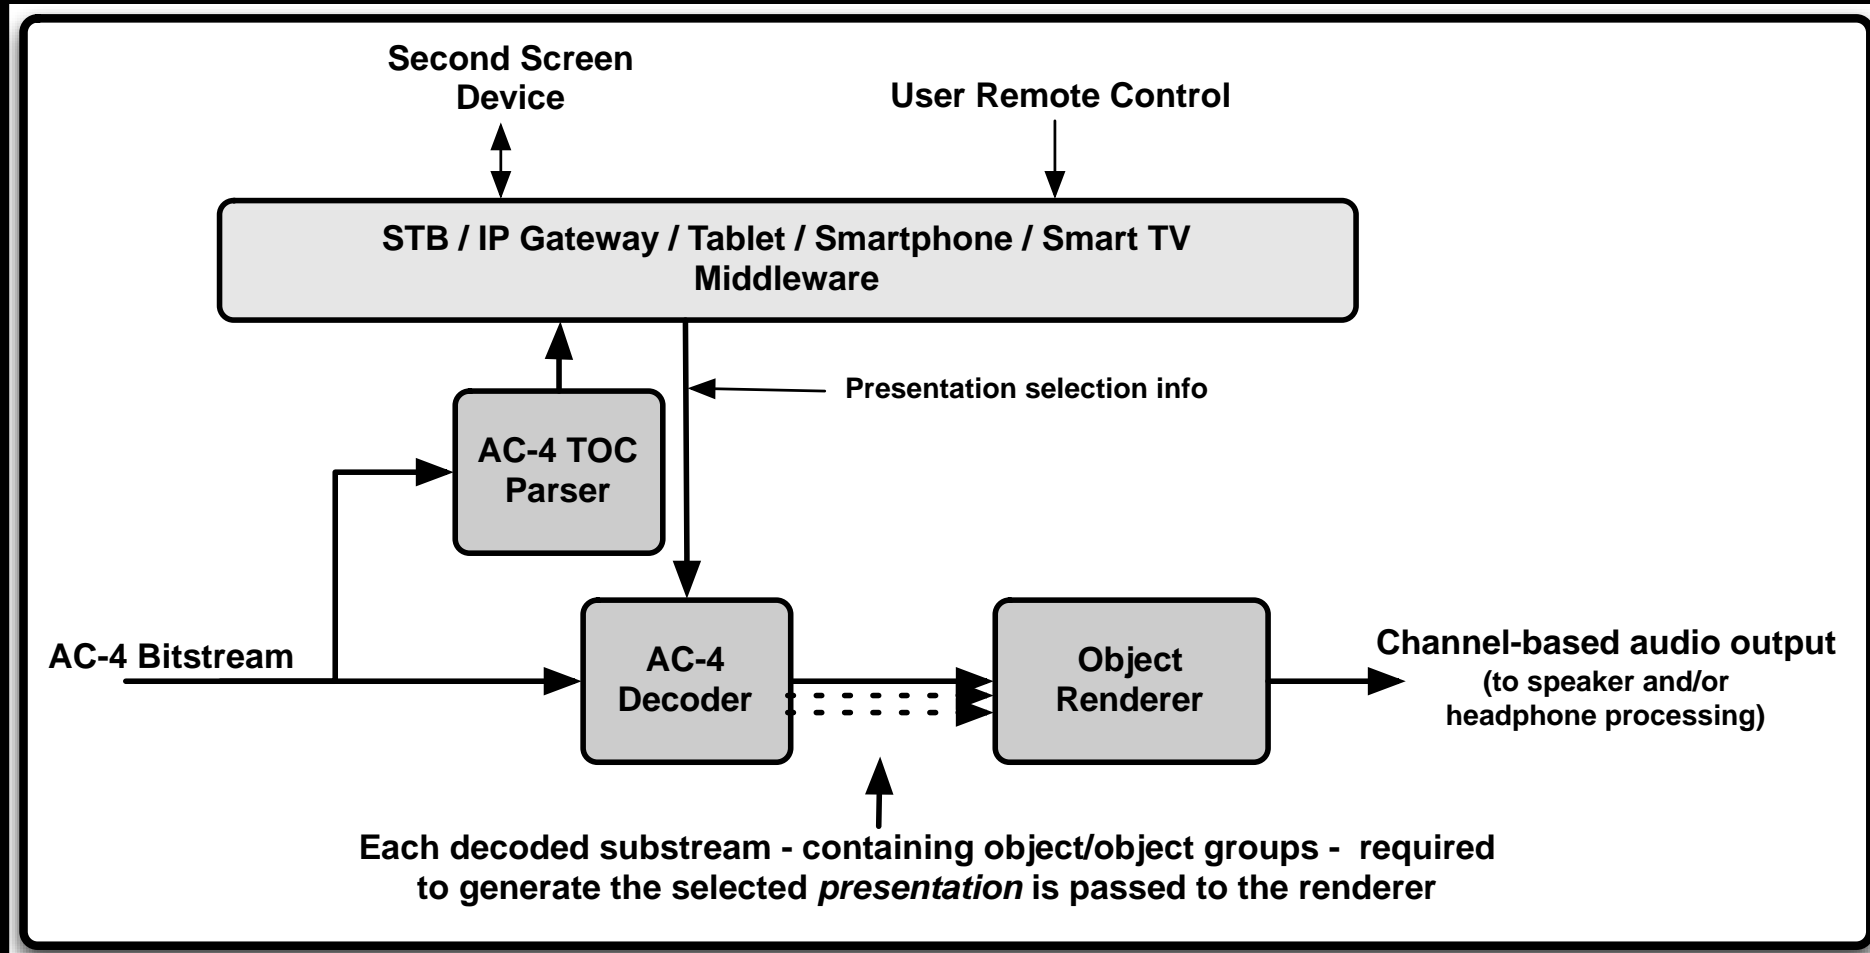 Second Screen
Device
User Remote Control
STB / IP Gateway / Tablet / Smartphone / Smart TV
Middleware
Presentation selection info
AC-4 TOC
Parser
AC-4 Bitstream
AC-4
Decoder
Object
Renderer
Channel-based audio output
(to speaker and/or
headphone processing)
Each decoded substream - containing object/object groups -  required
to generate the selected presentation is passed to the renderer